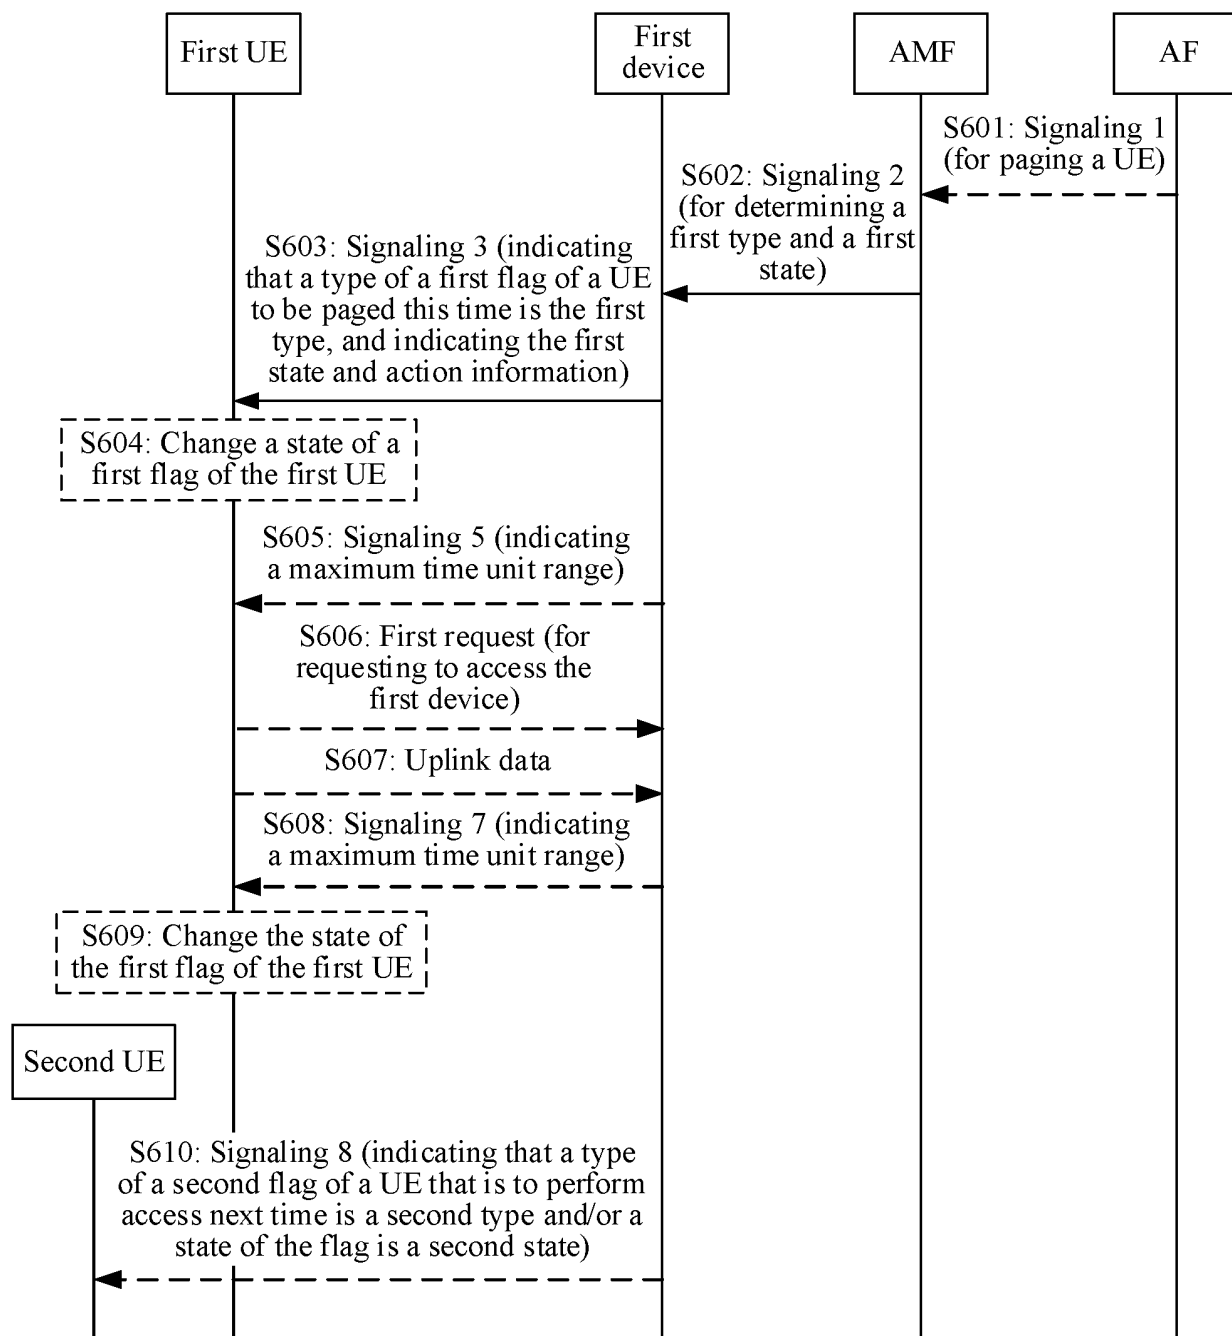 First UE
First
device
AMF
AF
S601: Signaling 1
(for paging a UE)
S602: Signaling 2
(for determining a
first type and a first
state)
S603: Signaling 3 (indicating
that a type of a first flag of a UE
to be paged this time is the first
type, and indicating the first
state and action information)
S604: Change a state of a
first flag of the first UE
S605: Signaling 5 (indicating
a maximum time unit range)
S606: First request (for
requesting to access the
first device)
S607: Uplink data
S608: Signaling 7 (indicating
a maximum time unit range)
S609: Change the state of
the first flag of the first UE
Second UE
S610: Signaling 8 (indicating that a type
of a second flag of a UE that is to perform
access next time is a second type and/or a
state of the flag is a second state)